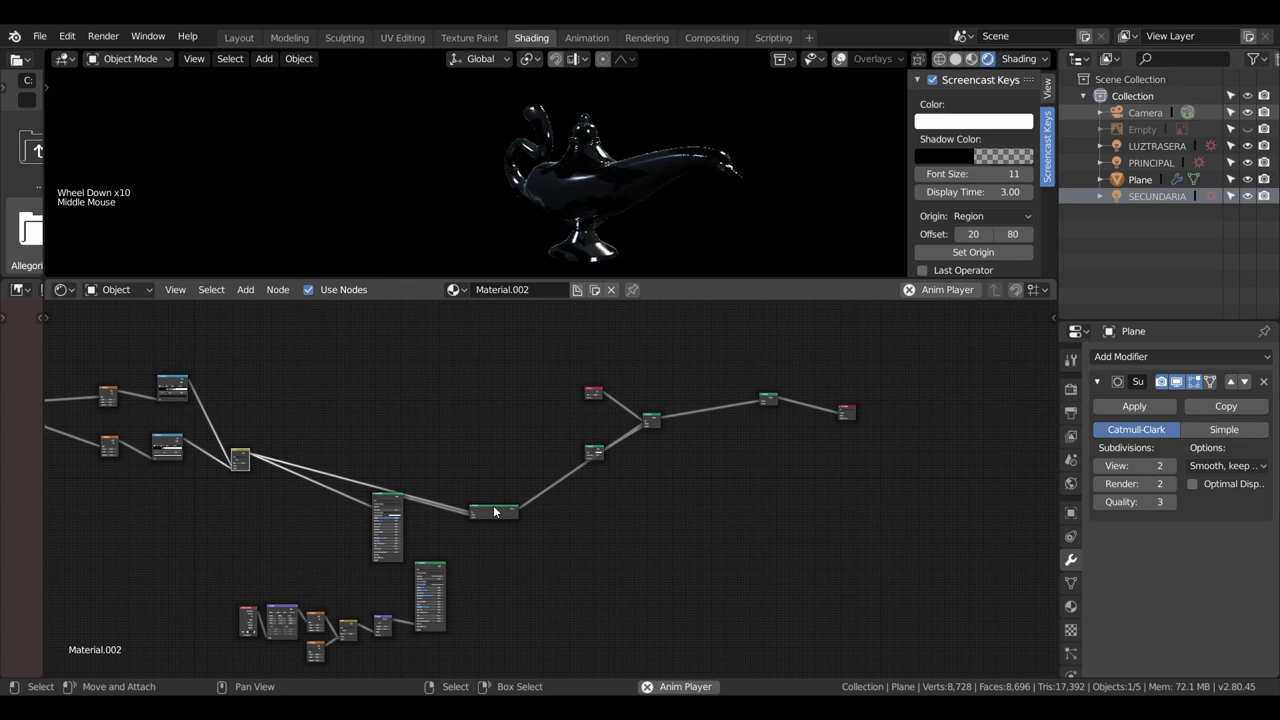 File Edit Render Window Help Layout Modeling Sculpting UV Editing Texture Paint Shading Animation Rendering Compositing Scripting + Scene View Layer
Object Mode View Select Add Object Global Overlays Shading
C:
Screencast Keys
Color:
Shadow Color:
Font Size: 11
Display Time: 3.00
Origin: Region
Offset: 20 80
Set Origin
Last Operator
View
Screencast Keys
Wheel Down x10
Middle Mouse
..
Allegori
Scene Collection
Collection
Camera
Empty
LUZTRASERA
PRINCIPAL
Plane
SECUNDARIA
Object View Select Add Node Use Nodes Material.002 Anim Player
Material.002
Plane
Add Modifier
Su
Apply Copy
Catmull-Clark Simple
Subdivisions: Options:
View: 2 Smooth, keep ..
Render: 2 Optimal Disp..
Quality: 3
Select Move and Attach Pan View Select Box Select Anim Player Collection | Plane | Verts:8,728 | Faces:8,696 | Tris:17,392 | Objects:1/5 | Mem: 72.1 MB | v2.80.45